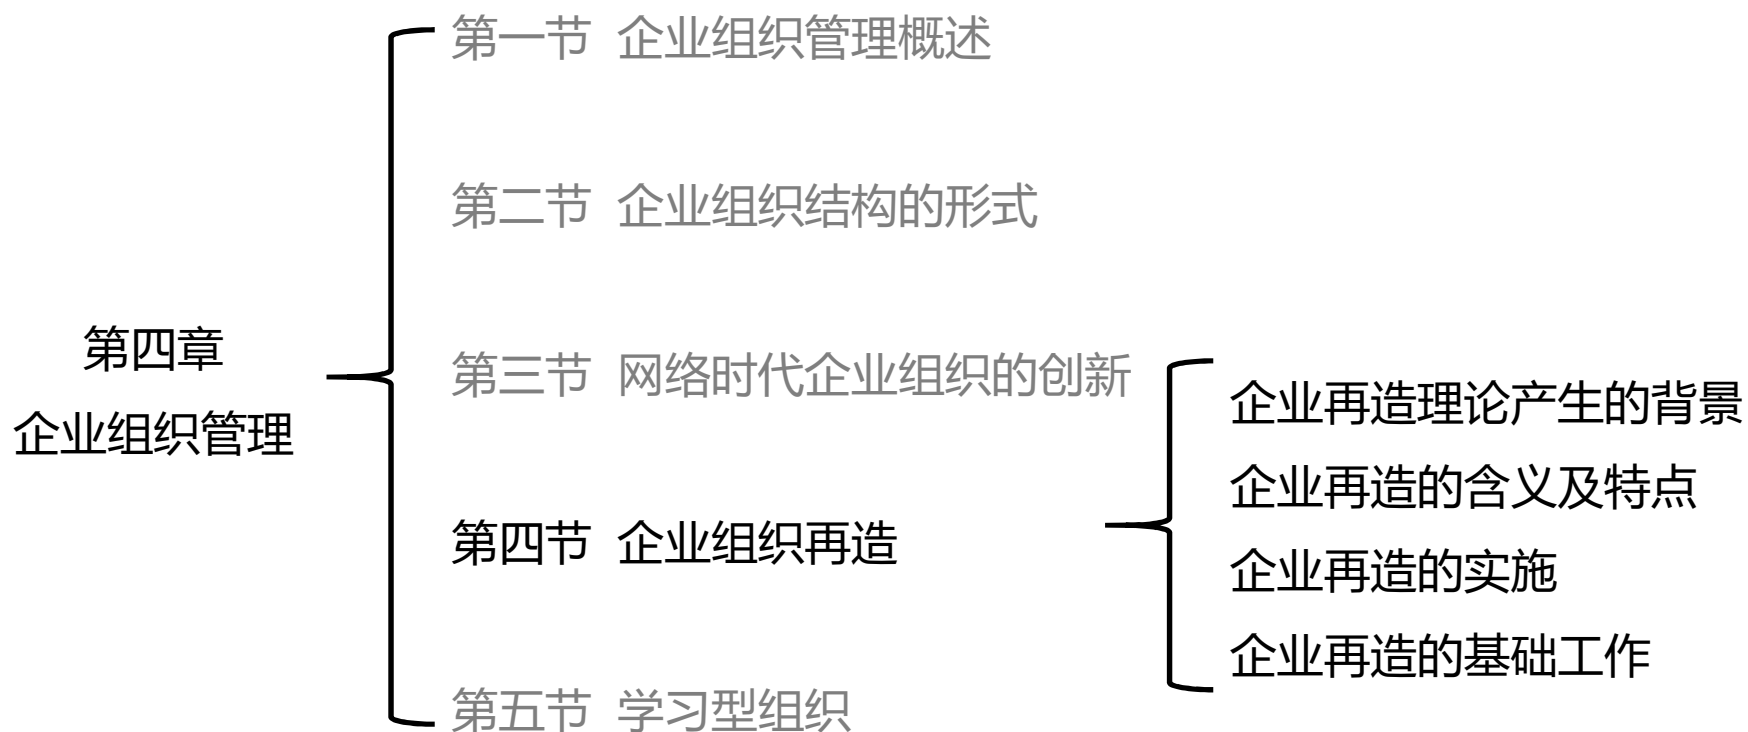 第四章
企业组织管理
第一节 企业组织管理概述
第二节 企业组织结构的形式
第三节 网络时代企业组织的创新
第四节 企业组织再造
企业再造理论产生的背景
企业再造的含义及特点
企业再造的实施
企业再造的基础工作
第五节 学习型组织